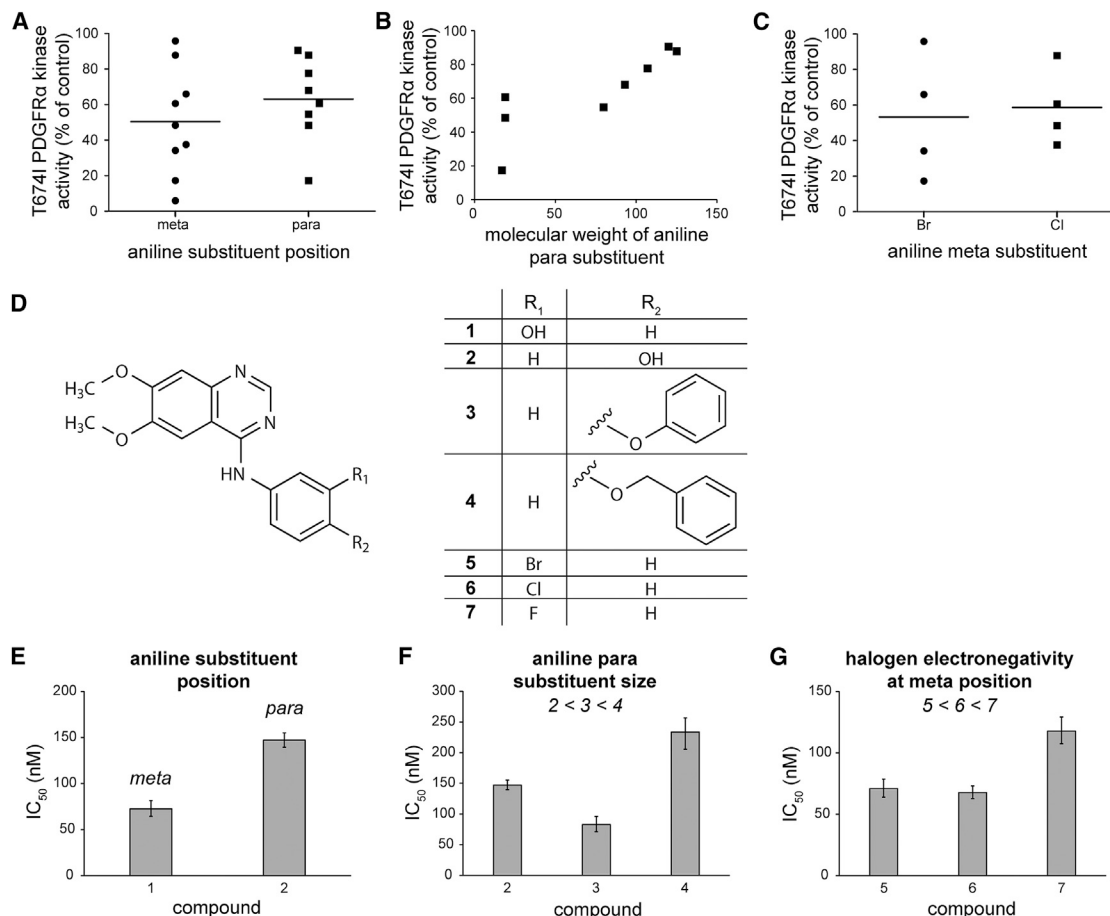 A
T674I PDGFRα kinase
activity (% of control)
100
80
60
40
20
0
meta
para
aniline substituent position
B
T674I PDGFRα kinase
activity (% of control)
100
80
60
40
20
0
0
50
100
150
molecular weight of aniline
para substituent
C
T674I PDGFRα kinase
activity (% of control)
100
80
60
40
20
0
Br
Cl
aniline meta substituent
D
H₃C
O
H₃C
O
N
N
HN
R₁
R₂
R₁ R₂
1 OH H
2 H OH
3 H O
4 H O
5 Br H
6 Cl H
7 F H
E
aniline substituent
position
IC₅₀ (nM)
200
150
100
50
0
meta
para
1
2
compound
F
aniline para
substituent size
2 < 3 < 4
IC₅₀ (nM)
300
250
200
150
100
50
0
2
3
4
compound
G
halogen electronegativity
at meta position
5 < 6 < 7
IC₅₀ (nM)
150
100
50
0
5
6
7
compound